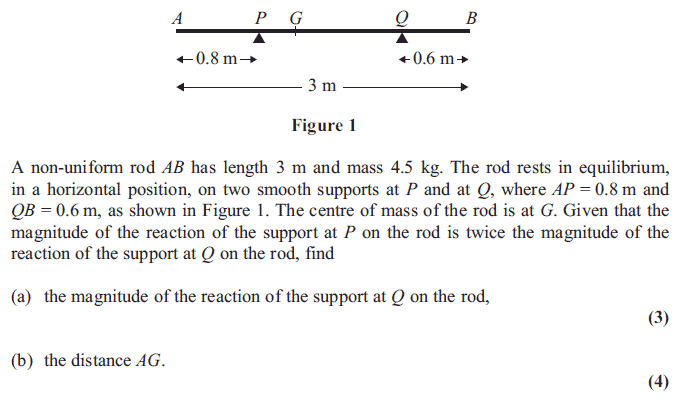 A P G Q B
0.8 m 0.6 m
3 m
Figure 1
A non-uniform rod AB has length 3 m and mass 4.5 kg. The rod rests in equilibrium,
in a horizontal position, on two smooth supports at P and at Q, where AP = 0.8 m and
QB = 0.6 m, as shown in Figure 1. The centre of mass of the rod is at G. Given that the
magnitude of the reaction of the support at P on the rod is twice the magnitude of the
reaction of the support at Q on the rod, find
(a) the magnitude of the reaction of the support at Q on the rod,
(3)
(b) the distance AG.
(4)